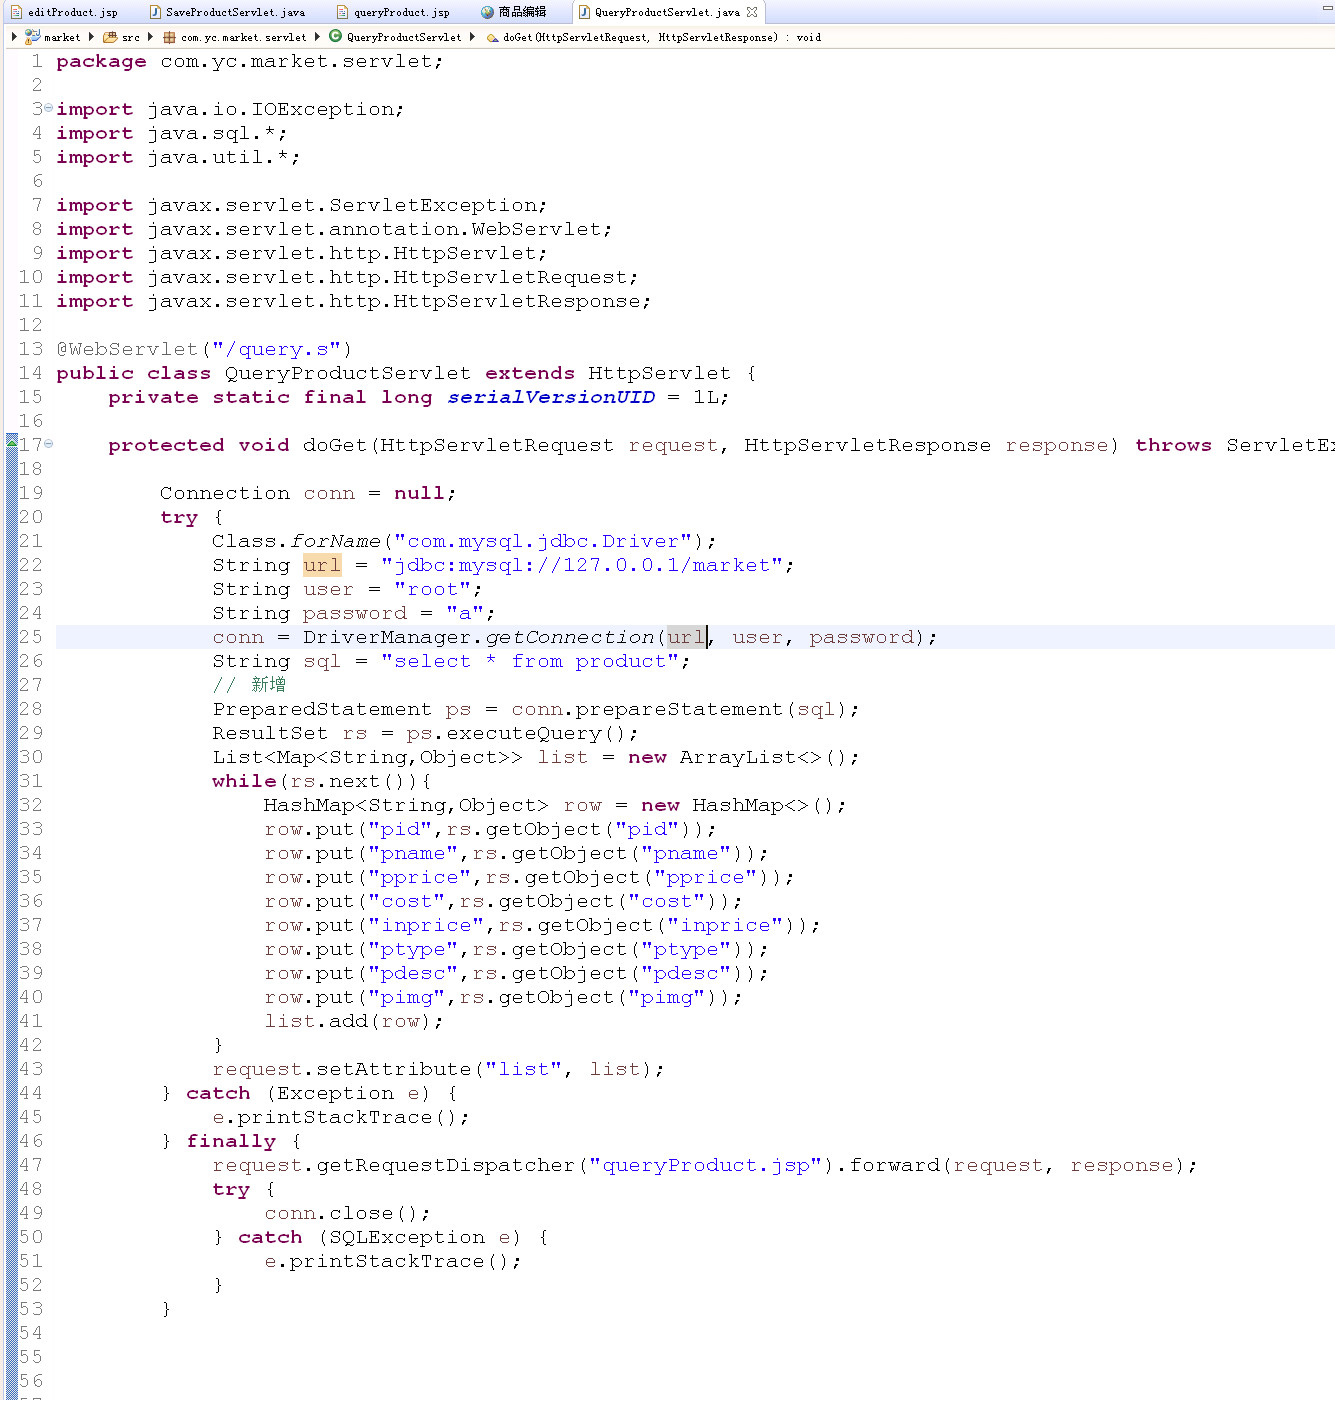 editProduct.jsp SaveProductServlet.java queryProduct.jsp 商品编辑 QueryProductServlet.java
market src com.yc.market.servlet QueryProductServlet doGet(HttpServletRequest, HttpServletResponse) : void
1 package com.yc.market.servlet;
2
3 import java.io.IOException;
4 import java.sql.*;
5 import java.util.*;
6
7 import javax.servlet.ServletException;
8 import javax.servlet.annotation.WebServlet;
9 import javax.servlet.http.HttpServlet;
10 import javax.servlet.http.HttpServletRequest;
11 import javax.servlet.http.HttpServletResponse;
12
13 @WebServlet("/query.s")
14 public class QueryProductServlet extends HttpServlet {
15     private static final long serialVersionUID = 1L;
16
17     protected void doGet(HttpServletRequest request, HttpServletResponse response) throws ServletEx
18
19         Connection conn = null;
20         try {
21             Class.forName("com.mysql.jdbc.Driver");
22             String url = "jdbc:mysql://127.0.0.1/market";
23             String user = "root";
24             String password = "a";
25             conn = DriverManager.getConnection(url, user, password);
26             String sql = "select * from product";
27             // 新增
28             PreparedStatement ps = conn.prepareStatement(sql);
29             ResultSet rs = ps.executeQuery();
30             List<Map<String,Object>> list = new ArrayList<>();
31             while(rs.next()){
32                 HashMap<String,Object> row = new HashMap<>();
33                 row.put("pid",rs.getObject("pid"));
34                 row.put("pname",rs.getObject("pname"));
35                 row.put("pprice",rs.getObject("pprice"));
36                 row.put("cost",rs.getObject("cost"));
37                 row.put("inprice",rs.getObject("inprice"));
38                 row.put("ptype",rs.getObject("ptype"));
39                 row.put("pdesc",rs.getObject("pdesc"));
40                 row.put("pimg",rs.getObject("pimg"));
41                 list.add(row);
42             }
43             request.setAttribute("list", list);
44         } catch (Exception e) {
45             e.printStackTrace();
46         } finally {
47             request.getRequestDispatcher("queryProduct.jsp").forward(request, response);
48             try {
49                 conn.close();
50             } catch (SQLException e) {
51                 e.printStackTrace();
52             }
53         }
54
55
56